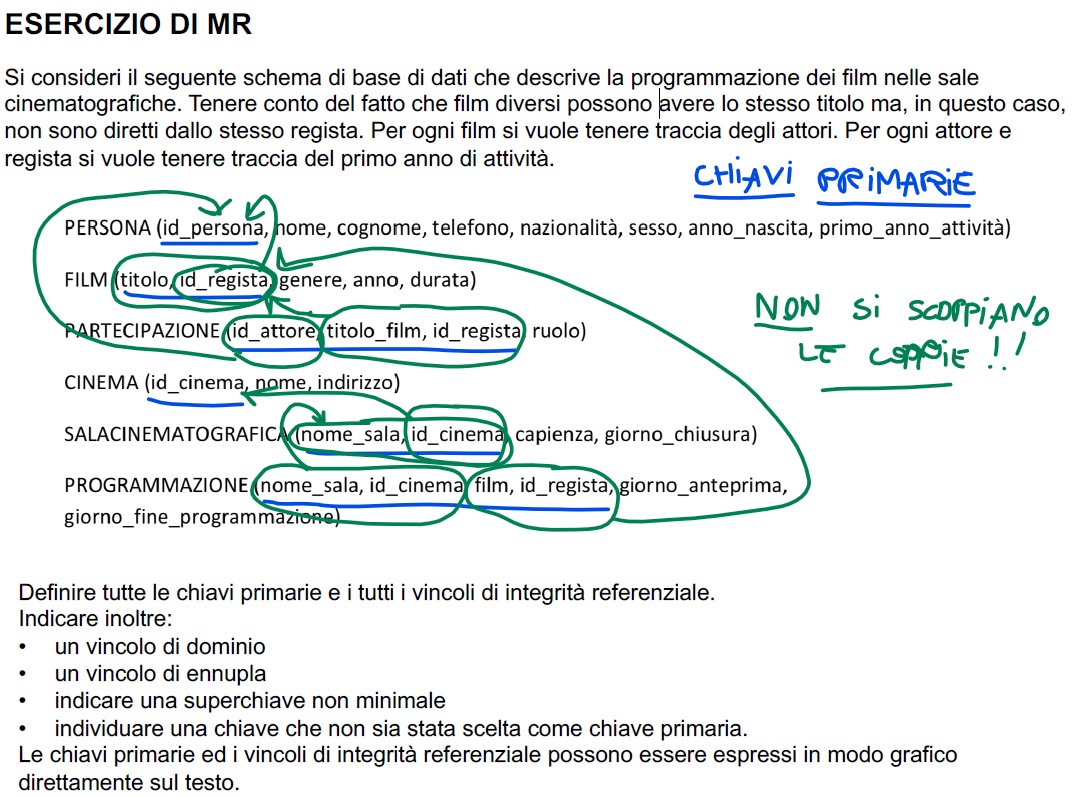 ESERCIZIO DI MR
Si consideri il seguente schema di base di dati che descrive la programmazione dei film nelle sale
cinematografiche. Tenere conto del fatto che film diversi possono avere lo stesso titolo ma, in questo caso,
non sono diretti dallo stesso regista. Per ogni film si vuole tenere traccia degli attori. Per ogni attore e
regista si vuole tenere traccia del primo anno di attività.
CHiAVi PRiMARiE
PERSONA (id_persona, nome, cognome, telefono, nazionalità, sesso, anno_nascita, primo_anno_attività)
FILM (titolo, id_regista, genere, anno, durata)
NON Si SCOPPiANO
PARTECIPAZIONE (id_attore, titolo_film, id_regista, ruolo)
LE COPPiE !!
CINEMA (id_cinema, nome, indirizzo)
SALACINEMATOGRAFICA (nome_sala, id_cinema, capienza, giorno_chiusura)
PROGRAMMAZIONE (nome_sala, id_cinema, film, id_regista, giorno_anteprima,
giorno_fine_programmazione)
Definire tutte le chiavi primarie e i tutti i vincoli di integrità referenziale.
Indicare inoltre:
• un vincolo di dominio
• un vincolo di ennupla
• indicare una superchiave non minimale
• individuare una chiave che non sia stata scelta come chiave primaria.
Le chiavi primarie ed i vincoli di integrità referenziale possono essere espressi in modo grafico
direttamente sul testo.